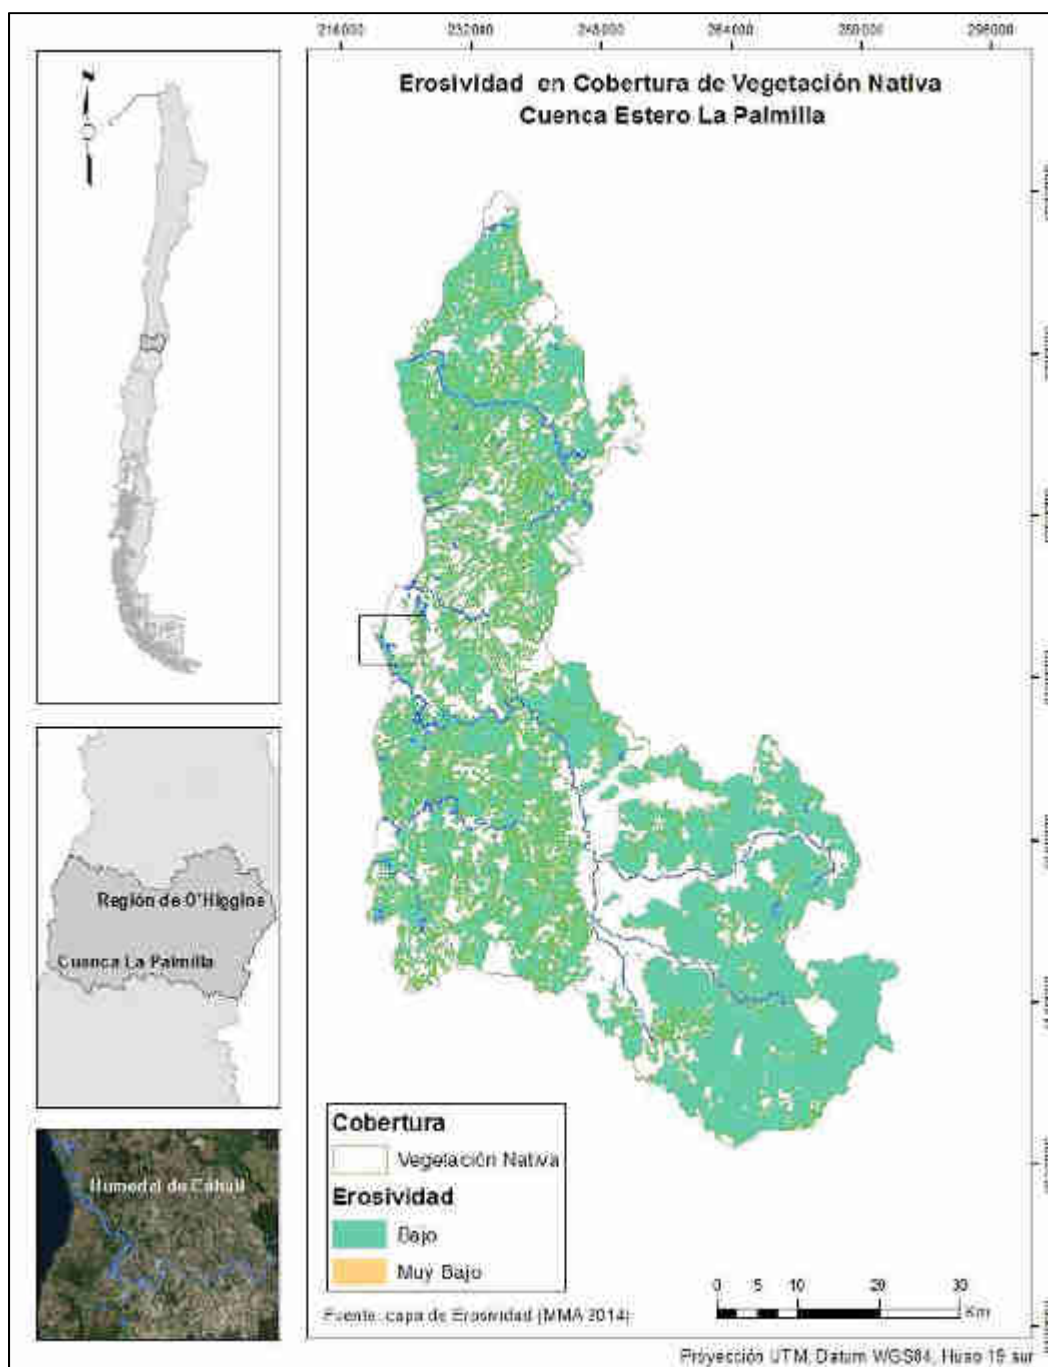 216000 232000 248000 264000 280000 296000
N
Erosividad en Cobertura de Vegetación Nativa
Cuenca Estero La Palmilla
Región de O'Higgins
Cuenca La Palmilla
Humedal de Cahuil
Cobertura
Vegetación Nativa
Erosividad
Bajo
Muy Bajo
0 5 10 20 30
Km
Fuente: capa de Erosividad (MMA 2014)
Proyección UTM, Datum WGS84, Huso 19 sur